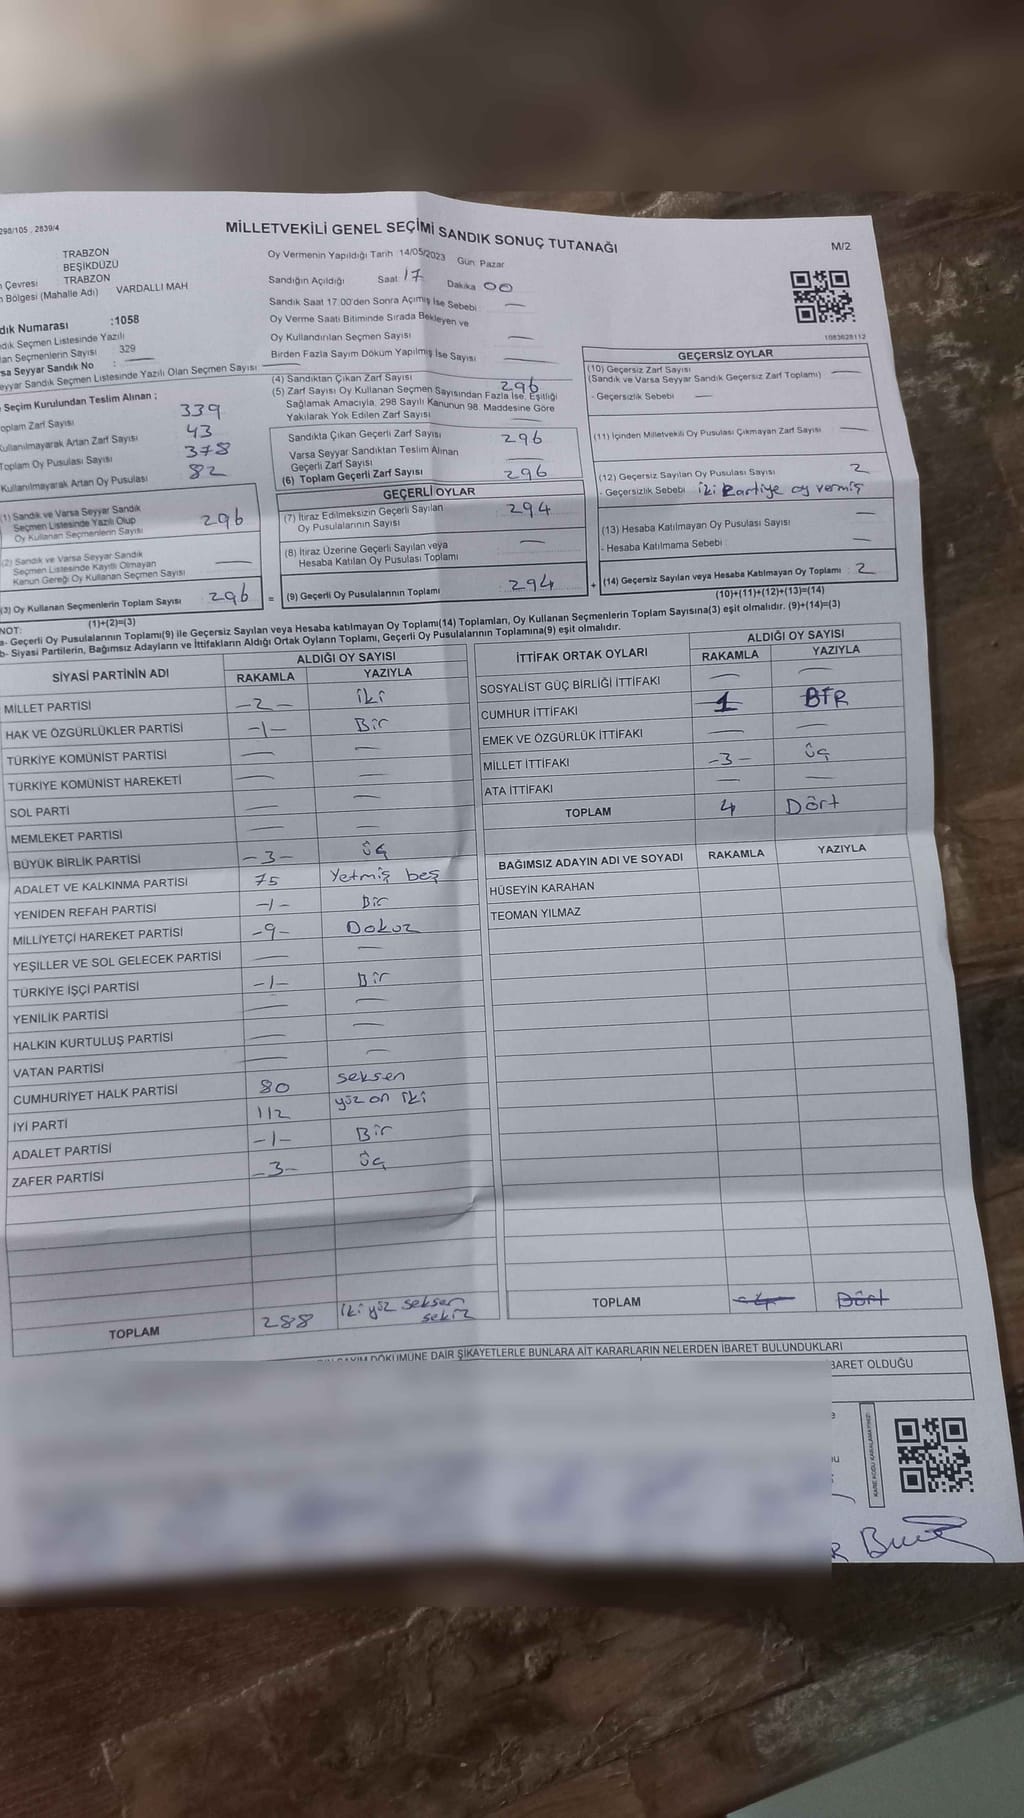 298/105 , 2839/4
MİLLETVEKİLİ GENEL SEÇİMİ SANDIK SONUÇ TUTANAĞI
M/2
TRABZON
BEŞİKDÜZÜ
Çevresi TRABZON
Bölgesi (Mahalle Adı) VARDALLI MAH
Numarası :1058
Sandık Seçmen Listesinde Yazılı
Seçmenlerin Sayısı 329
Seyyar Sandık No :
Seyyar Sandık Seçmen Listesinde Yazılı Olan Seçmen Sayısı
Oy Vermenin Yapıldığı Tarih 14/05/2023 Gün Pazar
Sandığın Açıldığı Saat 17 Dakika 00
Sandık Saat 17.00'den Sonra Açılmış İse Sebebi —
Oy Verme Saati Bitiminde Sırada Bekleyen ve
Oy Kullandırılan Seçmen Sayısı —
Birden Fazla Sayım Döküm Yapılmış İse Sayısı —
1083628112
Seçim Kurulundan Teslim Alınan ;
Toplam Zarf Sayısı 339
Kullanılmayarak Artan Zarf Sayısı 43
Toplam Oy Pusulası Sayısı 378
Kullanılmayarak Artan Oy Pusulası 82
(1) Sandık ve Varsa Seyyar Sandık
Seçmen Listesinde Yazılı Olup
Oy Kullanan Seçmenlerin Sayısı 296
(2) Sandık ve Varsa Seyyar Sandık
Seçmen Listesinde Kayıtlı Olmayan
Kanun Gereği Oy Kullanan Seçmen Sayısı —
(3) Oy Kullanan Seçmenlerin Toplam Sayısı 296 =
(1)+(2)=(3)
(4) Sandıktan Çıkan Zarf Sayısı 296
(5) Zarf Sayısı Oy Kullanan Seçmen Sayısından Fazla İse, Eşitliği
Sağlamak Amacıyla, 298 Sayılı Kanunun 98. Maddesine Göre
Yakılarak Yok Edilen Zarf Sayısı —
Sandıkta Çıkan Geçerli Zarf Sayısı 296
Varsa Seyyar Sandıktan Teslim Alınan
Geçerli Zarf Sayısı —
(6) Toplam Geçerli Zarf Sayısı 296
GEÇERLİ OYLAR
(7) İtiraz Edilmeksizin Geçerli Sayılan
Oy Pusulalarının Sayısı 294
(8) İtiraz Üzerine Geçerli Sayılan veya
Hesaba Katılan Oy Pusulası Toplamı —
(9) Geçerli Oy Pusulalarının Toplamı 294 +
GEÇERSİZ OYLAR
(10) Geçersiz Zarf Sayısı
(Sandık ve Varsa Seyyar Sandık Geçersiz Zarf Toplamı) —
- Geçersizlik Sebebi —
(11) İçinden Milletvekili Oy Pusulası Çıkmayan Zarf Sayısı —
(12) Geçersiz Sayılan Oy Pusulası Sayısı 2
- Geçersizlik Sebebi iki Partiye oy vermiş
(13) Hesaba Katılmayan Oy Pusulası Sayısı —
- Hesaba Katılmama Sebebi —
(14) Geçersiz Sayılan veya Hesaba Katılmayan Oy Toplamı 2
(10)+(11)+(12)+(13)=(14)
NOT:
a- Geçerli Oy Pusulalarının Toplamı(9) ile Geçersiz Sayılan veya Hesaba katılmayan Oy Toplamı(14) Toplamları, Oy Kullanan Seçmenlerin Toplam Sayısına(3) eşit olmalıdır. (9)+(14)=(3)
b- Siyasi Partilerin, Bağımsız Adayların ve İttifakların Aldığı Ortak Oyların Toplamı, Geçerli Oy Pusulalarının Toplamına(9) eşit olmalıdır.
SİYASİ PARTİNİN ADI ALDIĞI OY SAYISI
RAKAMLA YAZIYLA
MİLLET PARTİSİ -2- iki
HAK VE ÖZGÜRLÜKLER PARTİSİ -1- Bir
TÜRKİYE KOMÜNİST PARTİSİ — —
TÜRKİYE KOMÜNİST HAREKETİ — —
SOL PARTİ — —
MEMLEKET PARTİSİ — —
BÜYÜK BİRLİK PARTİSİ -3- üç
ADALET VE KALKINMA PARTİSİ 75 Yetmiş beş
YENİDEN REFAH PARTİSİ -1- Bir
MİLLİYETÇİ HAREKET PARTİSİ -9- Dokuz
YEŞİLLER VE SOL GELECEK PARTİSİ — —
TÜRKİYE İŞÇİ PARTİSİ -1- Bir
YENİLİK PARTİSİ — —
HALKIN KURTULUŞ PARTİSİ — —
VATAN PARTİSİ — —
CUMHURİYET HALK PARTİSİ 80 seksen
İYİ PARTİ 112 yüz on iki
ADALET PARTİSİ -1- Bir
ZAFER PARTİSİ -3- üç
TOPLAM 288 iki yüz seksen
sekiz
İTTİFAK ORTAK OYLARI ALDIĞI OY SAYISI
RAKAMLA YAZIYLA
SOSYALİST GÜÇ BİRLİĞİ İTTİFAKI — —
CUMHUR İTTİFAKI 1 BİR
EMEK VE ÖZGÜRLÜK İTTİFAKI — —
MİLLET İTTİFAKI -3- üç
ATA İTTİFAKI — —
TOPLAM 4 Dört
BAĞIMSIZ ADAYIN ADI VE SOYADI RAKAMLA YAZIYLA
HÜSEYİN KARAHAN
TEOMAN YILMAZ
TOPLAM -4- Dört
SAYIM DÖKÜMÜNE DAİR ŞİKAYETLERLE BUNLARA AİT KARARLARIN NELERDEN İBARET BULUNDUKLARI
İBARET OLDUĞU